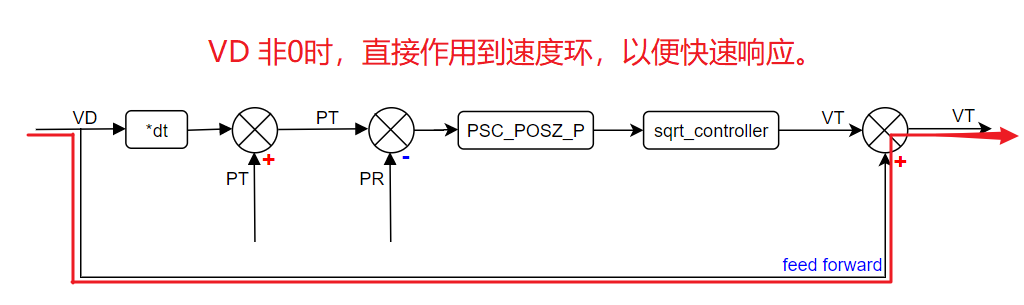 VD 非0时，直接作用到速度环，以便快速响应。
VD
*dt
PT
PSC_POSZ_P
sqrt_controller
VT
VT
+
-
+
PT
PR
feed forward